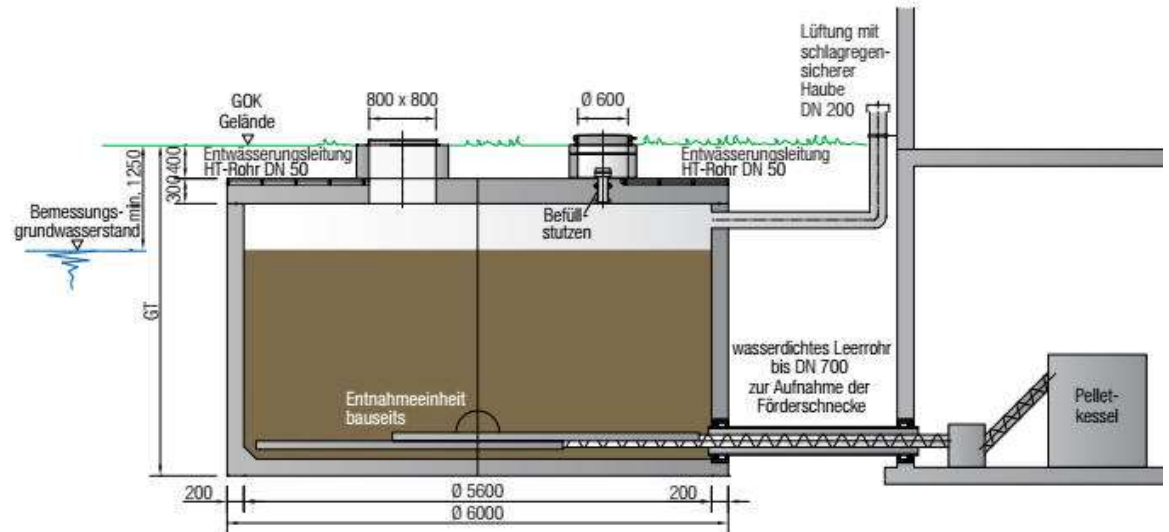 Lüftung mit
schlagregen-
sicherer
Haube
DN 200
GOK
Gelände
800 x 800
Ø 600
Entwässerungsleitung
HT-Rohr DN 50
Entwässerungsleitung
HT-Rohr DN 50
400
300
min. 1250
Bemessungs-
grundwasserstand
Befüll
stutzen
GT
wasserdichtes Leerrohr
bis DN 700
zur Aufnahme der
Förderschnecke
Entnahmeeinheit
bauseits
Pellet-
kessel
200
Ø 5600
200
Ø 6000